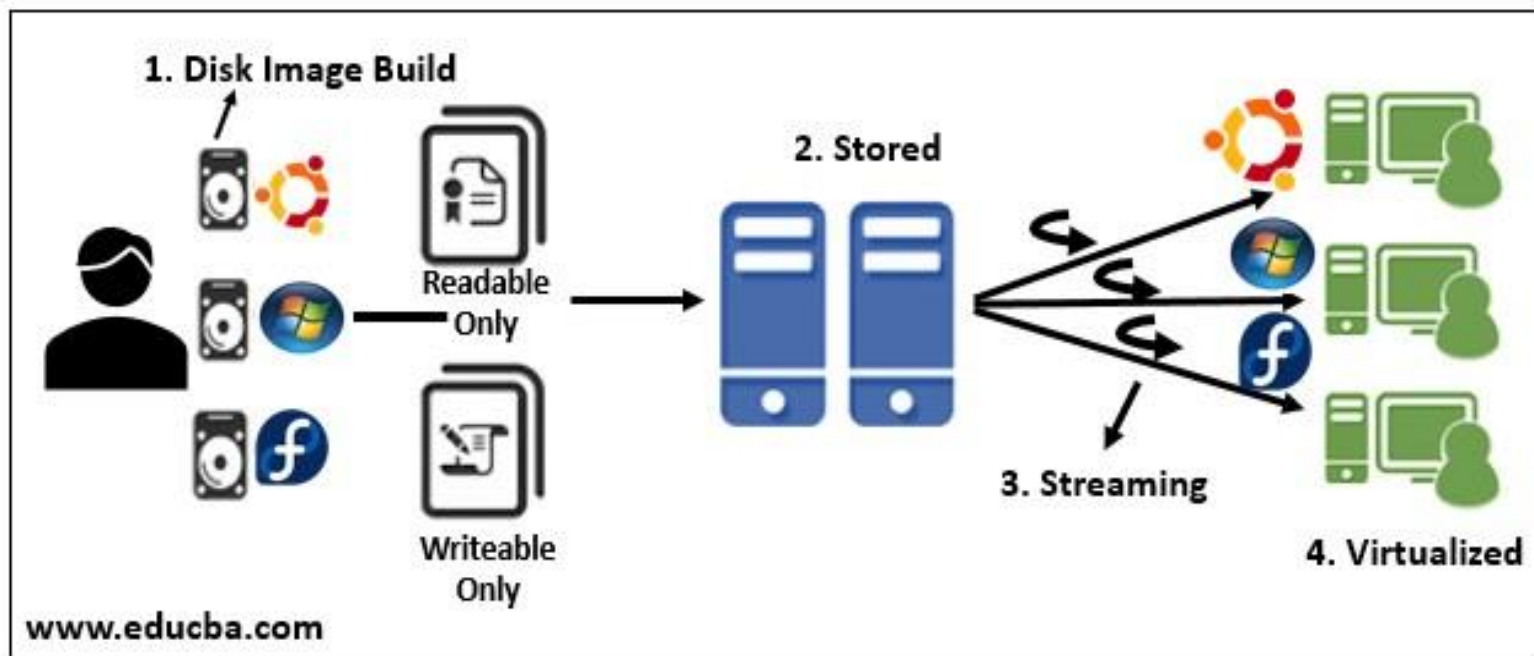 1. Disk Image Build
Readable
Only
Writeable
Only
2. Stored
3. Streaming
4. Virtualized
www.educba.com